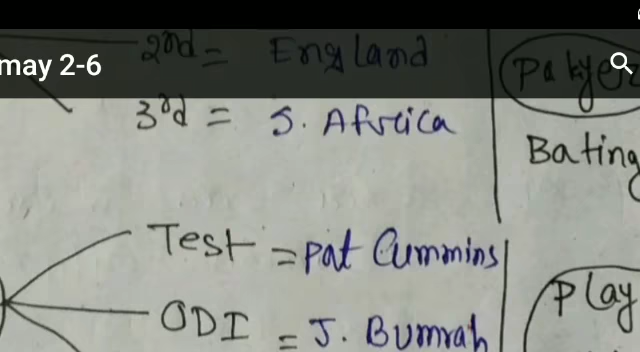 2nd = England
may 2-6
3rd = S. Africa
Bating
Test = Pat Cummins
Play
ODI = J. Bumrah